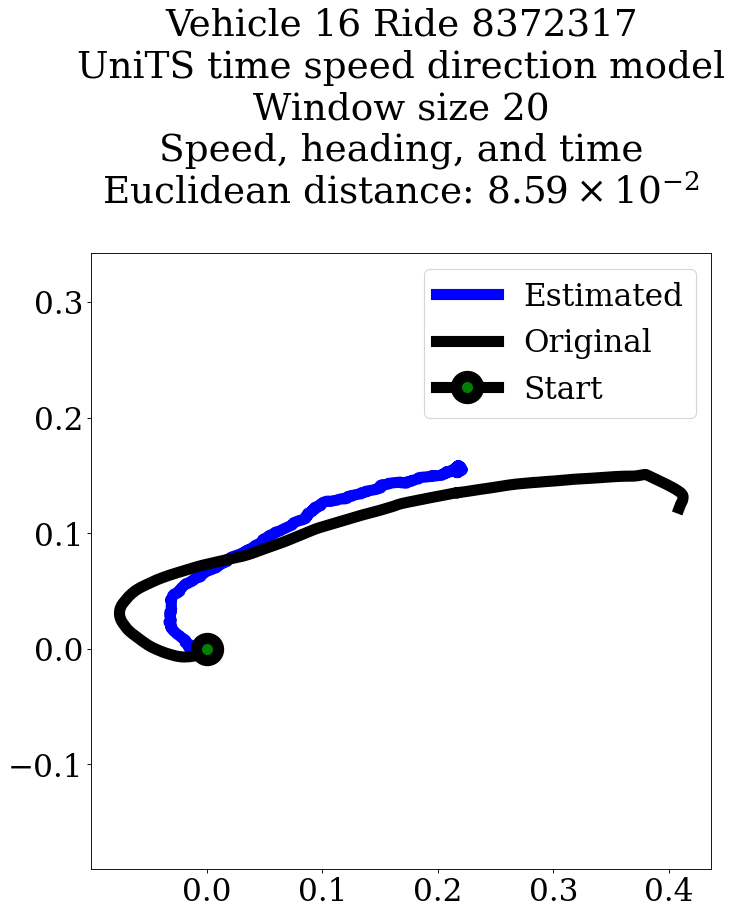 Vehicle 16 Ride 8372317
UniTS time speed direction model
Window size 20
Speed, heading, and time
Euclidean distance: 8.59 × 10⁻²
Estimated
Original
Start
0.3
0.2
0.1
0.0
−0.1
0.0 0.1 0.2 0.3 0.4